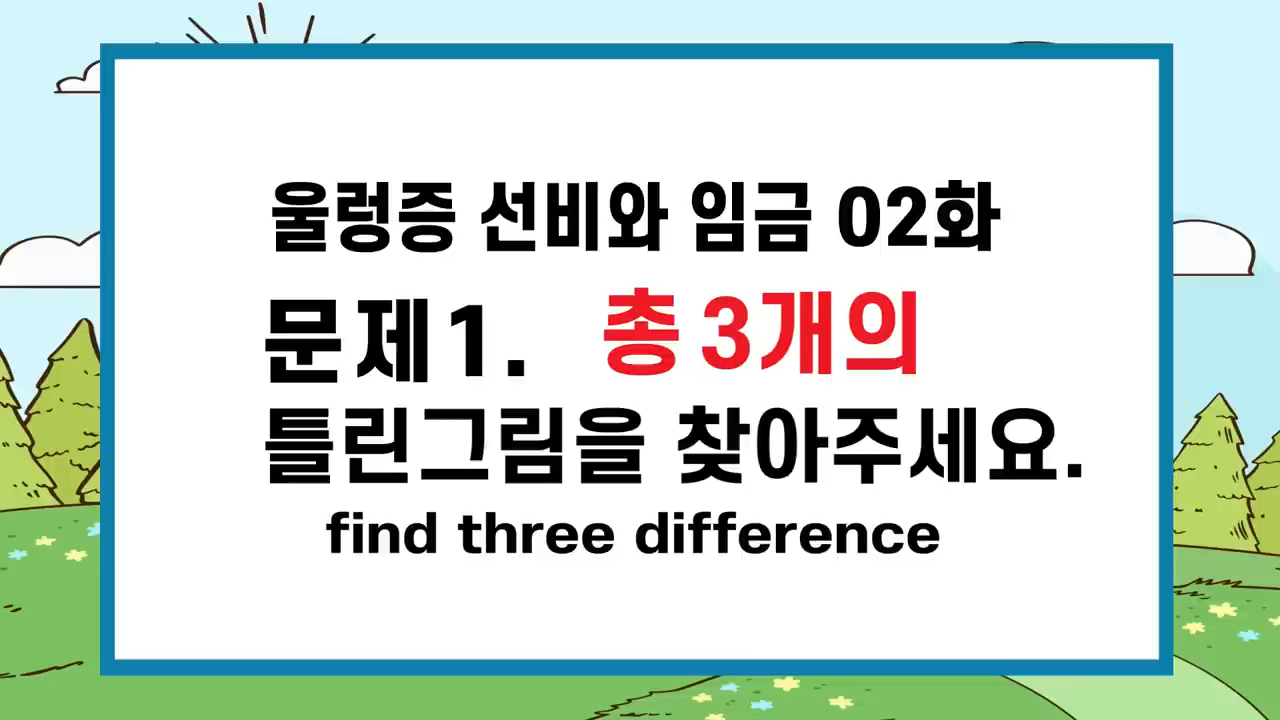 울렁증 선비와 임금 02화
문제1. 총 3개의
틀린그림을 찾아주세요.
find three difference